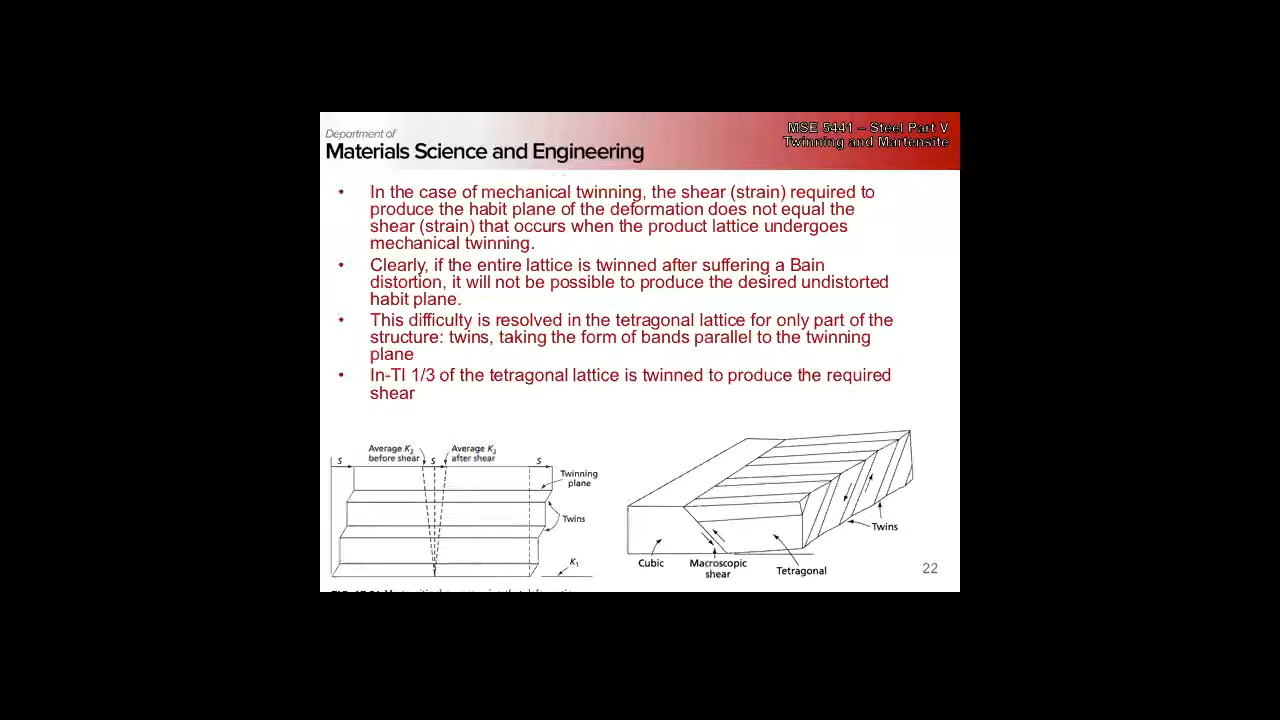 Department of
Materials Science and Engineering
MSE 5441 – Steel Part V
Twinning and Martensite
• In the case of mechanical twinning, the shear (strain) required to
produce the habit plane of the deformation does not equal the
shear (strain) that occurs when the product lattice undergoes
mechanical twinning.
• Clearly, if the entire lattice is twinned after suffering a Bain
distortion, it will not be possible to produce the desired undistorted
habit plane.
• This difficulty is resolved in the tetragonal lattice for only part of the
structure: twins, taking the form of bands parallel to the twinning
plane
• In-Tl 1/3 of the tetragonal lattice is twinned to produce the required
shear
Average K2
before shear
Average K2
after shear
S
S
S
Twinning
plane
Twins
K1
Cubic
Macroscopic
shear
Tetragonal
Twins
22